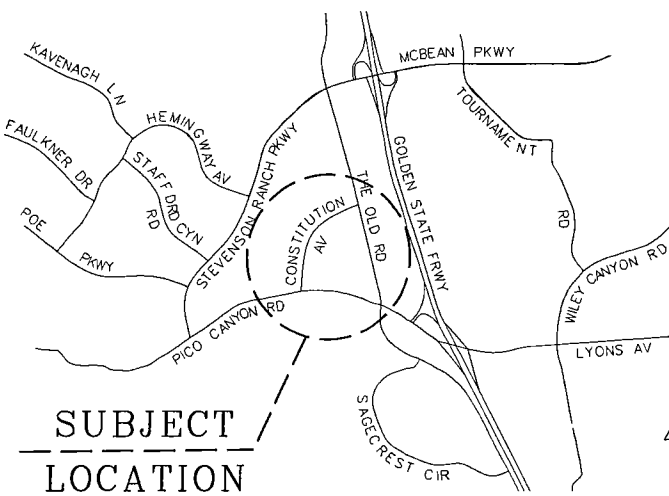 KAVENAGH LN
MCBEAN PKWY
HEMINGWAY AV
TOURNAMENT
RD
FAULKNER DR
STAFFDRD CYN
RD
STEVENSON RANCH PKWY
GOLDEN STATE FRWY
THE OLD RD
CONSTITUTION
AV
POE
PKWY
WILEY CANYON RD
PICO CANYON RD
LYONS AV
SAGECREST CIR
SUBJECT
LOCATION